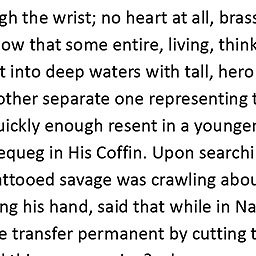 gh the wrist; no heart at all, brass
ow that some entire, living, think
t into deep waters with tall, hero
other separate one representing t
uickly enough resent in a younger
equeg in His Coffin. Upon searchi
attooed savage was crawling abou
ng his hand, said that while in Na
e transfer permanent by cutting t